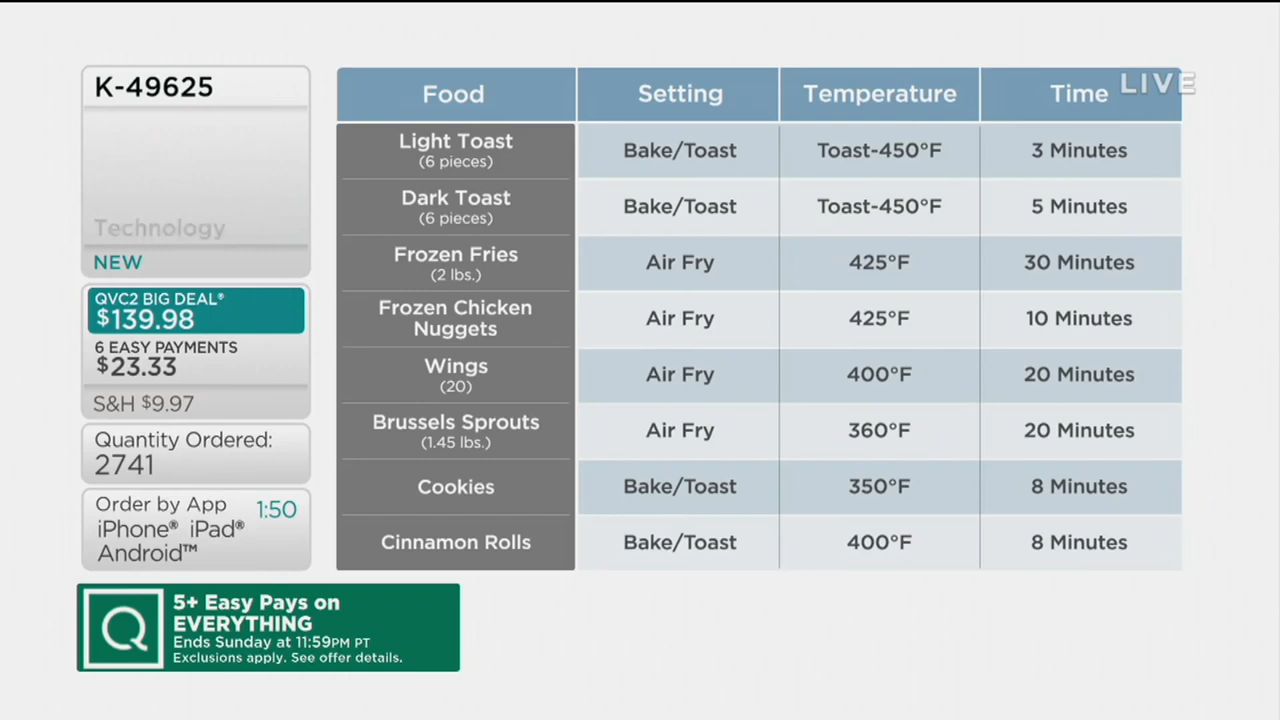 K-49625
Technology
NEW
QVC2 BIG DEAL®
$139.98
6 EASY PAYMENTS
$23.33
S&H $9.97
Quantity Ordered:
2741
Order by App 1:50
iPhone® iPad®
Android™
Q
5+ Easy Pays on
EVERYTHING
Ends Sunday at 11:59PM PT
Exclusions apply. See offer details.
LIVE
Food Setting Temperature Time
Light Toast
(6 pieces) Bake/Toast Toast-450°F 3 Minutes
Dark Toast
(6 pieces) Bake/Toast Toast-450°F 5 Minutes
Frozen Fries
(2 lbs.) Air Fry 425°F 30 Minutes
Frozen Chicken
Nuggets Air Fry 425°F 10 Minutes
Wings
(20) Air Fry 400°F 20 Minutes
Brussels Sprouts
(1.45 lbs.) Air Fry 360°F 20 Minutes
Cookies Bake/Toast 350°F 8 Minutes
Cinnamon Rolls Bake/Toast 400°F 8 Minutes